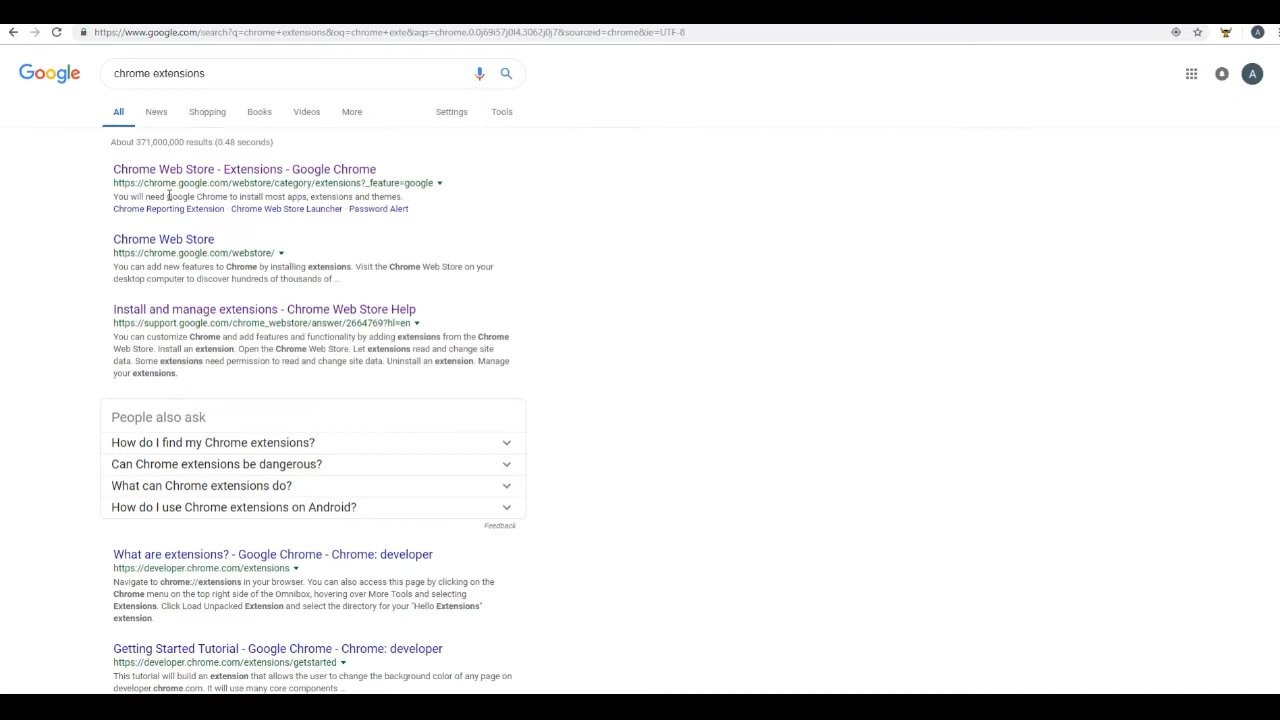 https://www.google.com/search?q=chrome+extensions&oq=chrome+exte&aqs=chrome.0.0j69i57j0l4.3062j0j7&sourceid=chrome&ie=UTF-8
A
Google
chrome extensions
A
All News Shopping Books Videos More Settings Tools
About 371,000,000 results (0.48 seconds)
Chrome Web Store - Extensions - Google Chrome
https://chrome.google.com/webstore/category/extensions?_feature=google
You will need Google Chrome to install most apps, extensions and themes.
Chrome Reporting Extension · Chrome Web Store Launcher · Password Alert
Chrome Web Store
https://chrome.google.com/webstore/
You can add new features to Chrome by installing extensions. Visit the Chrome Web Store on your
desktop computer to discover hundreds of thousands of ...
Install and manage extensions - Chrome Web Store Help
https://support.google.com/chrome_webstore/answer/2664769?hl=en
You can customize Chrome and add features and functionality by adding extensions from the Chrome
Web Store. Install an extension. Open the Chrome Web Store. Let extensions read and change site
data. Some extensions need permission to read and change site data. Uninstall an extension. Manage
your extensions.
People also ask
How do I find my Chrome extensions?
Can Chrome extensions be dangerous?
What can Chrome extensions do?
How do I use Chrome extensions on Android?
Feedback
What are extensions? - Google Chrome - Chrome: developer
https://developer.chrome.com/extensions
Navigate to chrome://extensions in your browser. You can also access this page by clicking on the
Chrome menu on the top right side of the Omnibox, hovering over More Tools and selecting
Extensions. Click Load Unpacked Extension and select the directory for your "Hello Extensions"
extension.
Getting Started Tutorial - Google Chrome - Chrome: developer
https://developer.chrome.com/extensions/getstarted
This tutorial will build an extension that allows the user to change the background color of any page on
developer.chrome.com. It will use many core components ...